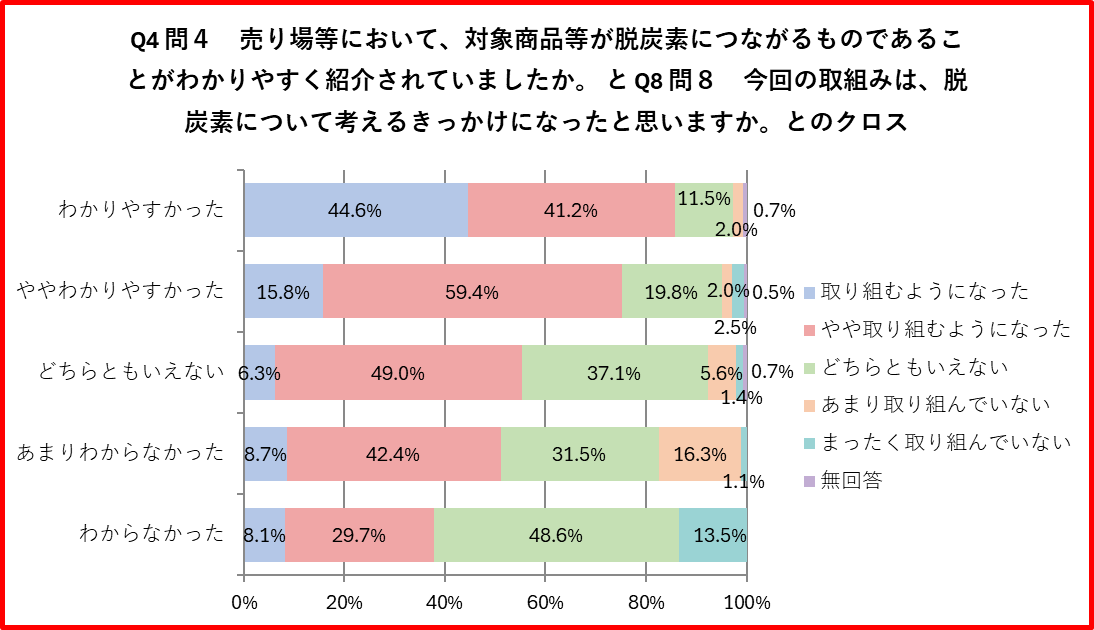 Q4 問４　売り場等において、対象商品等が脱炭素につながるものであるこ
とがわかりやすく紹介されていましたか。 と Q8 問８　今回の取組みは、脱
炭素について考えるきっかけになったと思いますか。とのクロス
わかりやすかった
44.6%
41.2%
11.5%
2.0%
0.7%
ややわかりやすかった
15.8%
59.4%
19.8%
2.0%
2.5%
0.5%
どちらともいえない
6.3%
49.0%
37.1%
5.6%
1.4%
0.7%
あまりわからなかった
8.7%
42.4%
31.5%
16.3%
1.1%
わからなかった
8.1%
29.7%
48.6%
13.5%
0%
20%
40%
60%
80%
100%
取り組むようになった
やや取り組むようになった
どちらともいえない
あまり取り組んでいない
まったく取り組んでいない
無回答